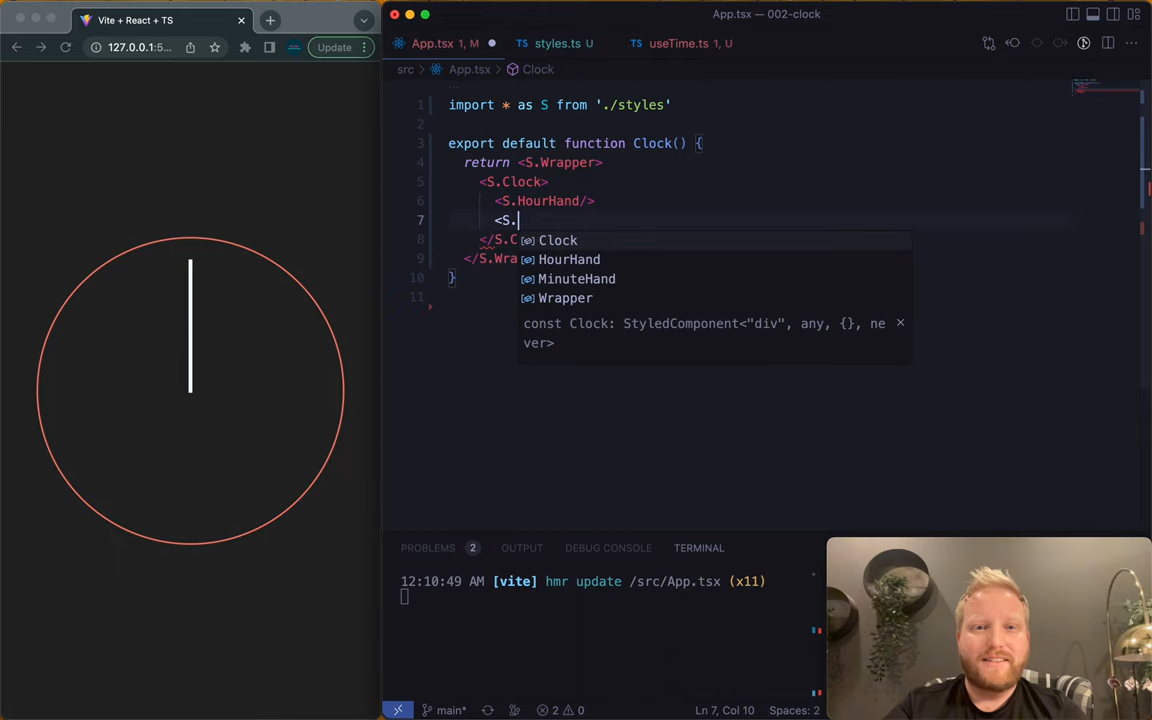 Vite + React + TS
127.0.0.1:5...
Update
App.tsx — 002-clock
App.tsx 1, M
styles.ts U
useTime.ts 1, U
src > App.tsx > Clock
1 import * as S from './styles'
2
3 export default function Clock() {
4 return <S.Wrapper>
5 <S.Clock>
6 <S.HourHand/>
7 <S.
8 </S.C
9 </S.Wra
10 }
11
Clock
HourHand
MinuteHand
Wrapper
const Clock: StyledComponent<"div", any, {}, ne
ver>
PROBLEMS 2 OUTPUT DEBUG CONSOLE TERMINAL
12:10:49 AM [vite] hmr update /src/App.tsx (x11)
main* 2 0 Ln 7, Col 10 Spaces: 2